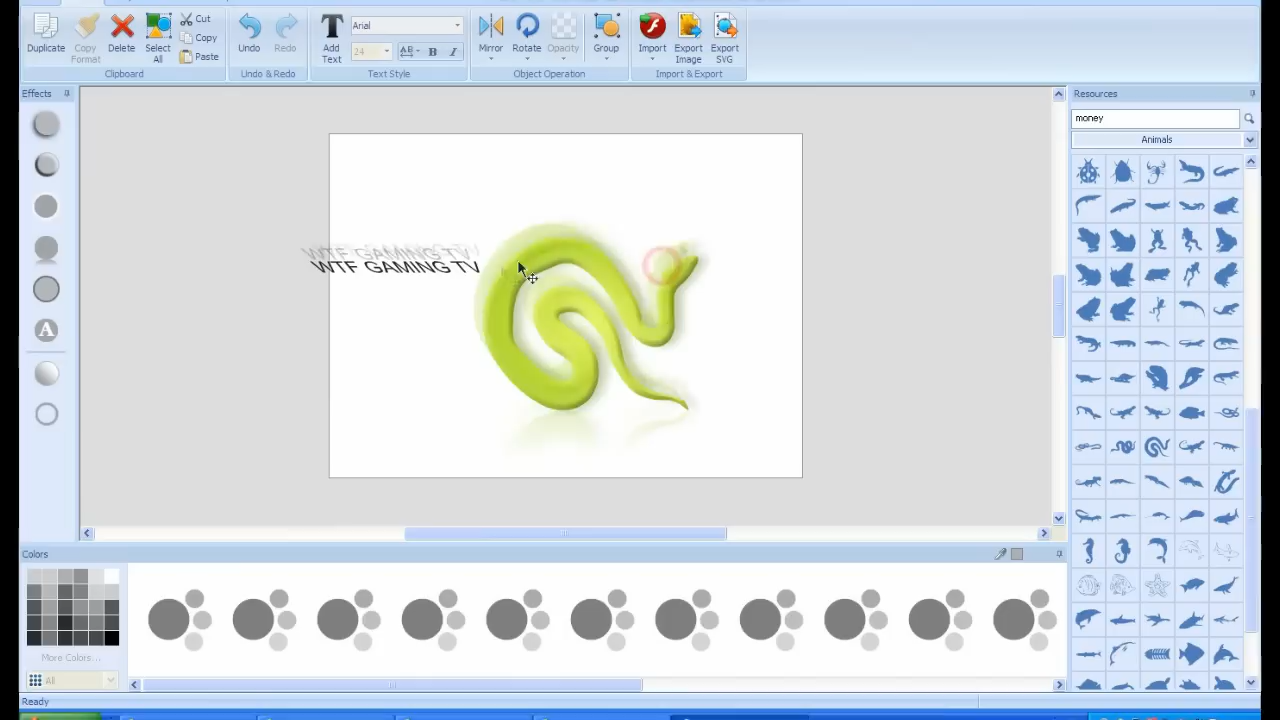 Cut
Copy
Paste
Duplicate
Copy
Format
Delete
Select
All
Clipboard
Undo
Redo
Undo & Redo
Add
Text
Arial
24
AB
B
I
Text Style
Mirror
Rotate
Opacity
Group
Object Operation
Import
Export
Image
Export
SVG
Import & Export
Effects
A
WTF GAMING TV
WTF GAMING TV
Resources
money
Animals
Colors
More Colors...
All
Ready